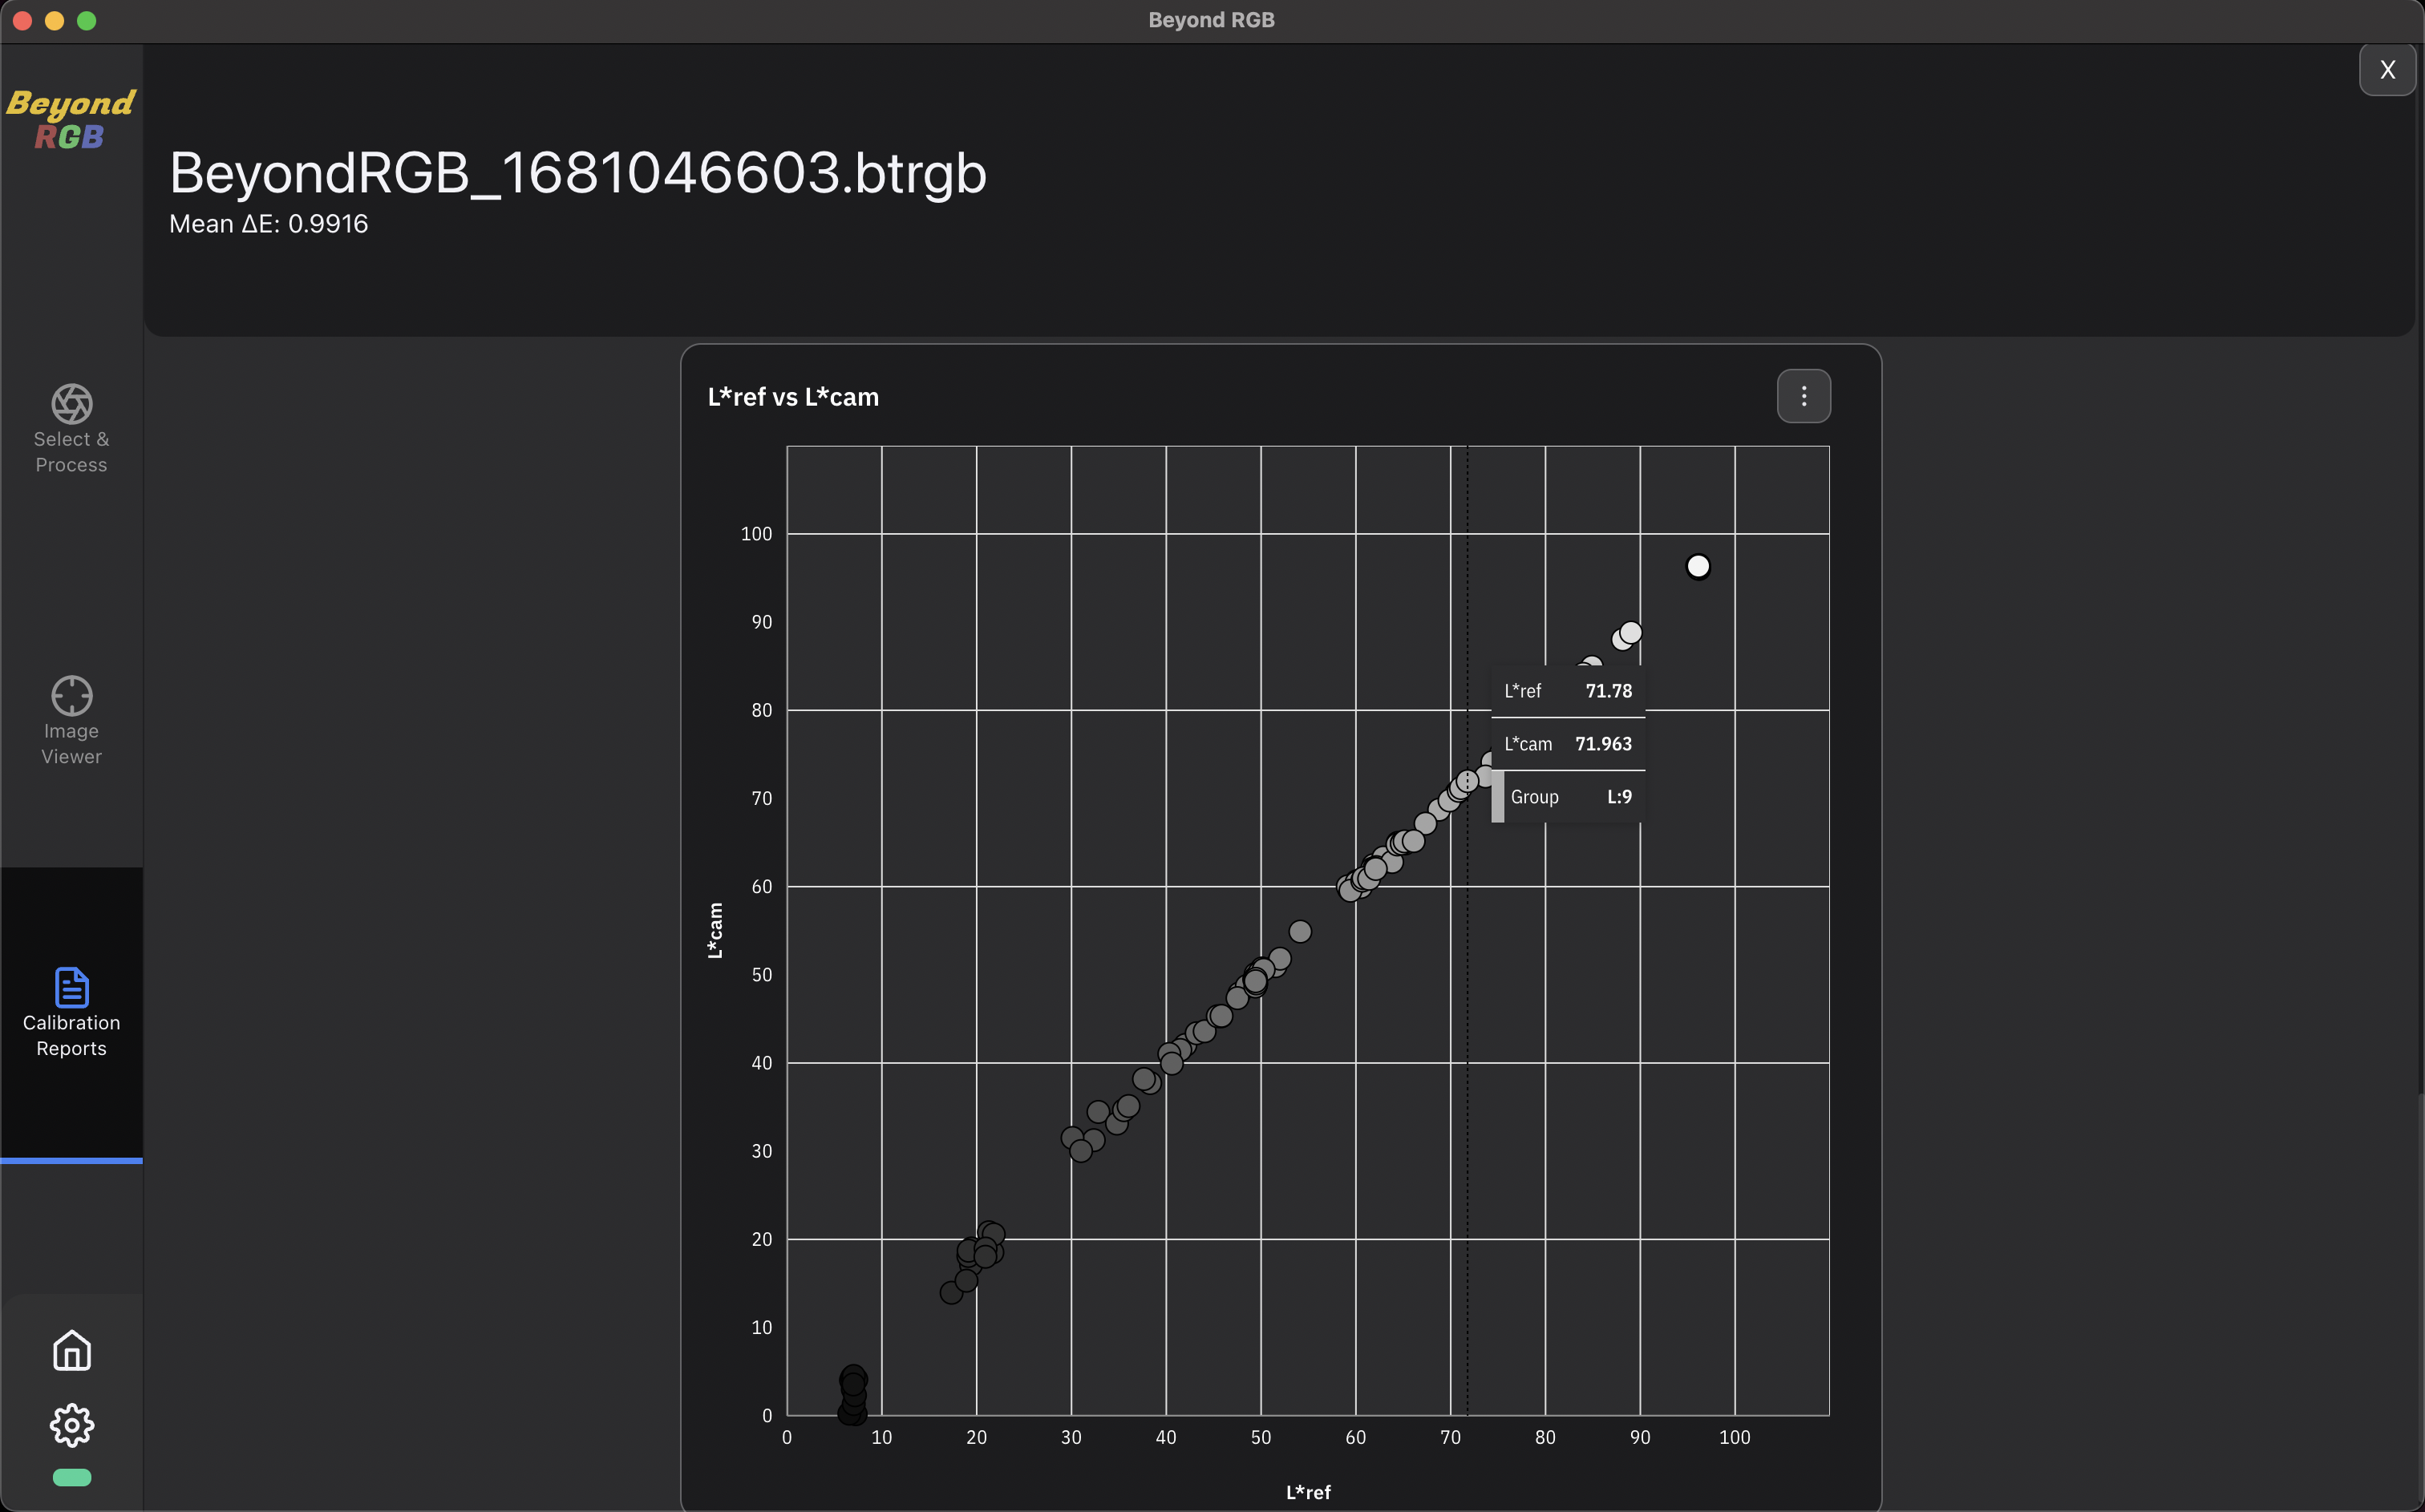 Beyond RGB
X
Beyond
RGB
BeyondRGB_1681046603.btrgb
Mean ΔE: 0.9916
Select &
Process
Image
Viewer
Calibration
Reports
L*ref vs L*cam
100
90
80
70
60
50
40
30
20
10
0
L*cam
L*ref 71.78
L*cam 71.963
Group L:9
0 10 20 30 40 50 60 70 80 90 100
L*ref